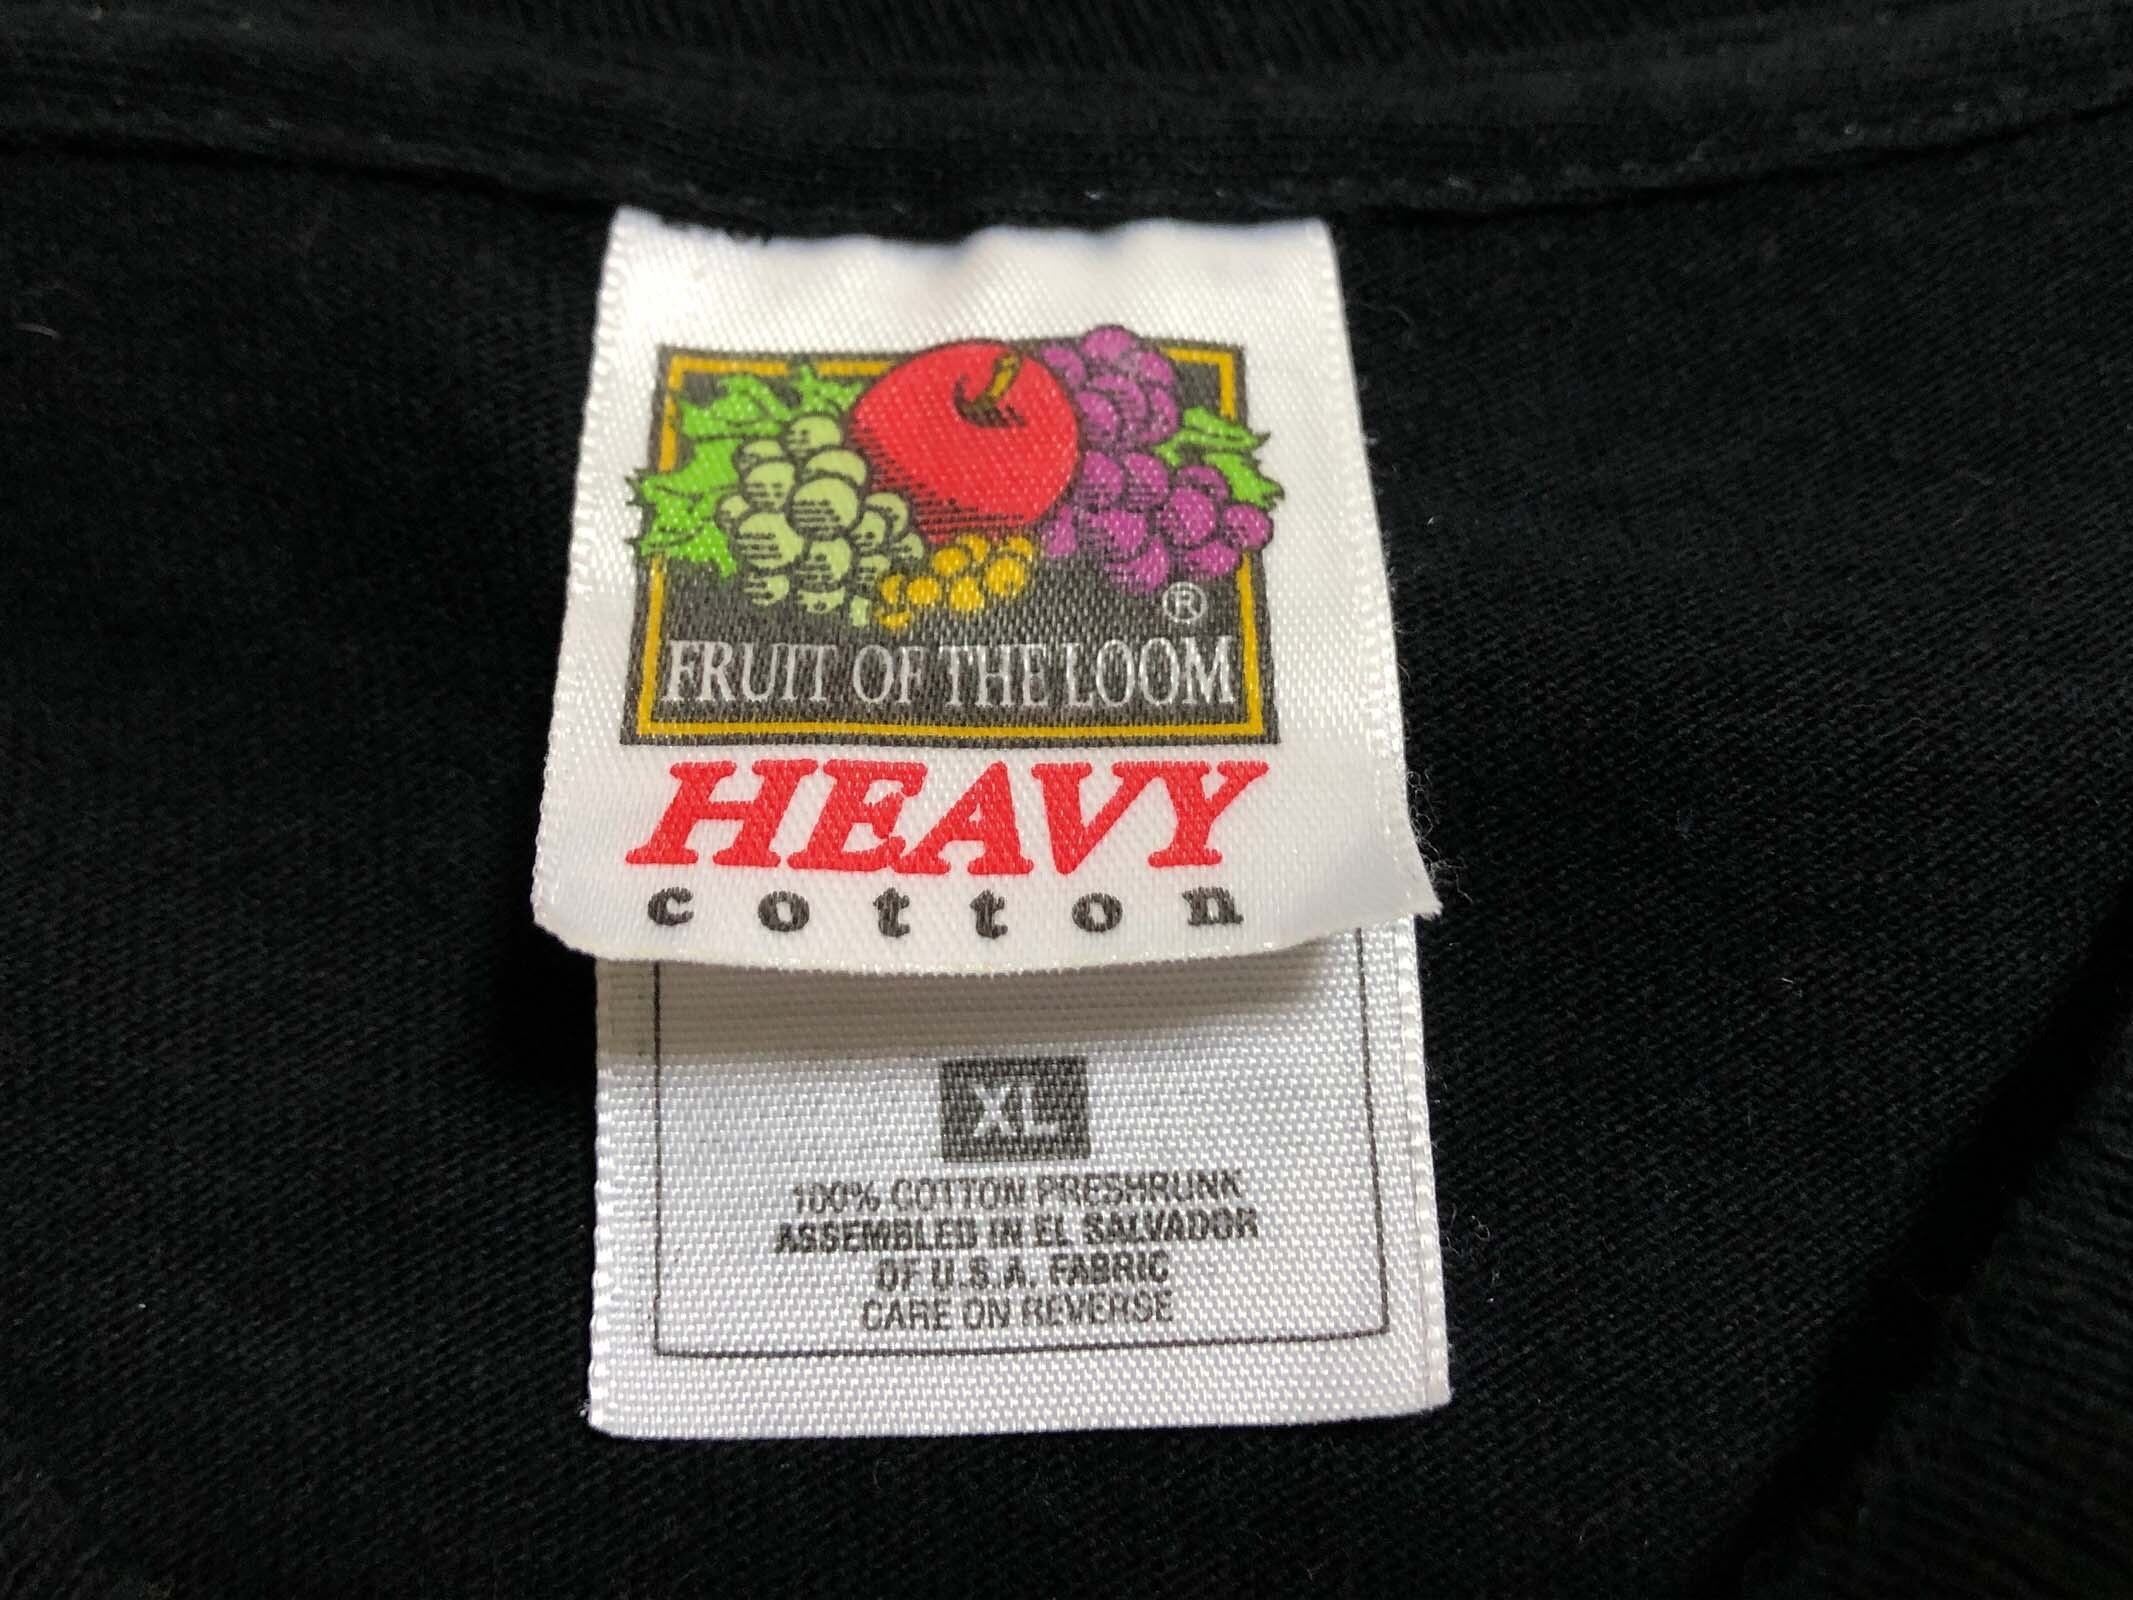 ®
FRUIT OF THE LOOM
HEAVY
cotton
XL
100% COTTON PRESHRUNK
ASSEMBLED IN EL SALVADOR
OF U.S.A. FABRIC
CARE ON REVERSE